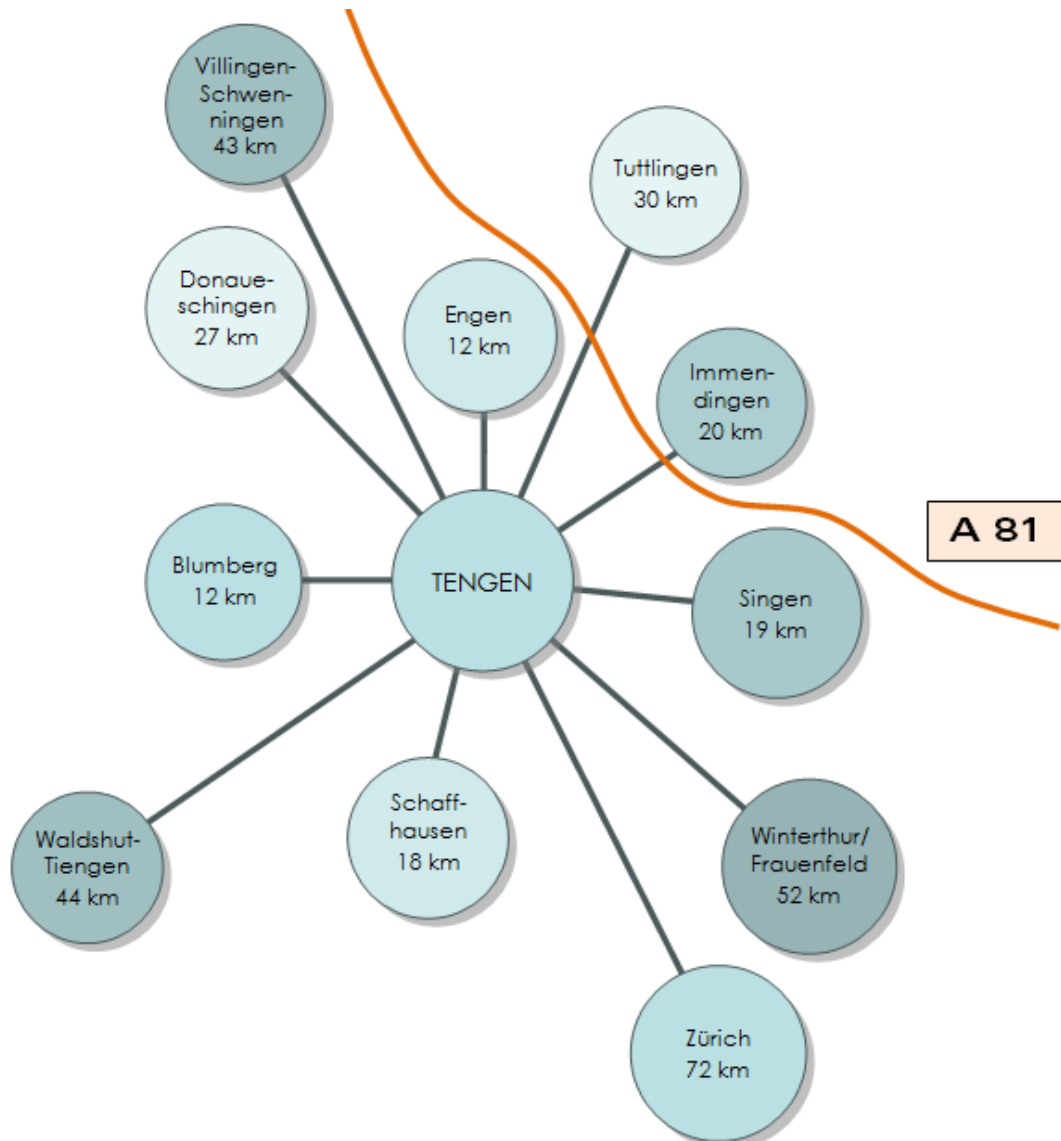 Villingen-
Schwen-
ningen
43 km
Tuttlingen
30 km
Donaue-
schingen
27 km
Engen
12 km
Immen-
dingen
20 km
A 81
Blumberg
12 km
TENGEN
Singen
19 km
Waldshut-
Tiengen
44 km
Schaff-
hausen
18 km
Winterthur/
Frauenfeld
52 km
Zürich
72 km